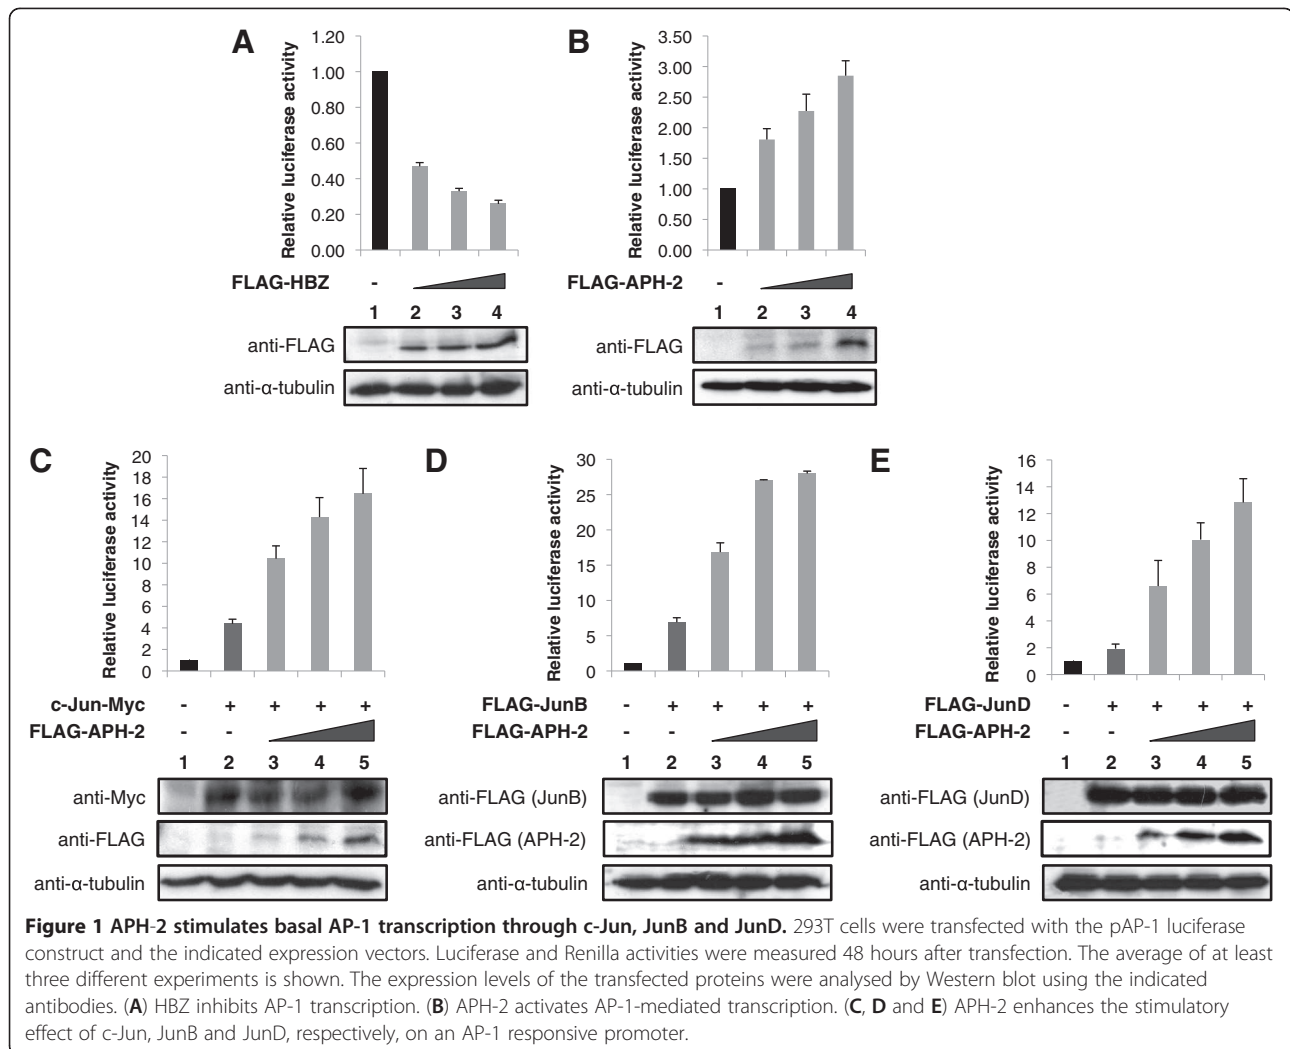 A
Relative luciferase activity
1.20
1.00
0.80
0.60
0.40
0.20
0.00
FLAG-HBZ -
1 2 3 4
anti-FLAG
anti-α-tubulin
B
Relative luciferase activity
3.50
3.00
2.50
2.00
1.50
1.00
0.50
0.00
FLAG-APH-2 -
1 2 3 4
anti-FLAG
anti-α-tubulin
C
Relative luciferase activity
20
18
16
14
12
10
8
6
4
2
0
c-Jun-Myc - + + + +
FLAG-APH-2 - -
1 2 3 4 5
anti-Myc
anti-FLAG
anti-α-tubulin
D
Relative luciferase activity
30
25
20
15
10
5
0
FLAG-JunB - + + + +
FLAG-APH-2 - -
1 2 3 4 5
anti-FLAG (JunB)
anti-FLAG (APH-2)
anti-α-tubulin
E
Relative luciferase activity
16
14
12
10
8
6
4
2
0
FLAG-JunD - + + + +
FLAG-APH-2 - -
1 2 3 4 5
anti-FLAG (JunD)
anti-FLAG (APH-2)
anti-α-tubulin
Figure 1 APH-2 stimulates basal AP-1 transcription through c-Jun, JunB and JunD. 293T cells were transfected with the pAP-1 luciferase
construct and the indicated expression vectors. Luciferase and Renilla activities were measured 48 hours after transfection. The average of at least
three different experiments is shown. The expression levels of the transfected proteins were analysed by Western blot using the indicated
antibodies. (A) HBZ inhibits AP-1 transcription. (B) APH-2 activates AP-1-mediated transcription. (C, D and E) APH-2 enhances the stimulatory
effect of c-Jun, JunB and JunD, respectively, on an AP-1 responsive promoter.